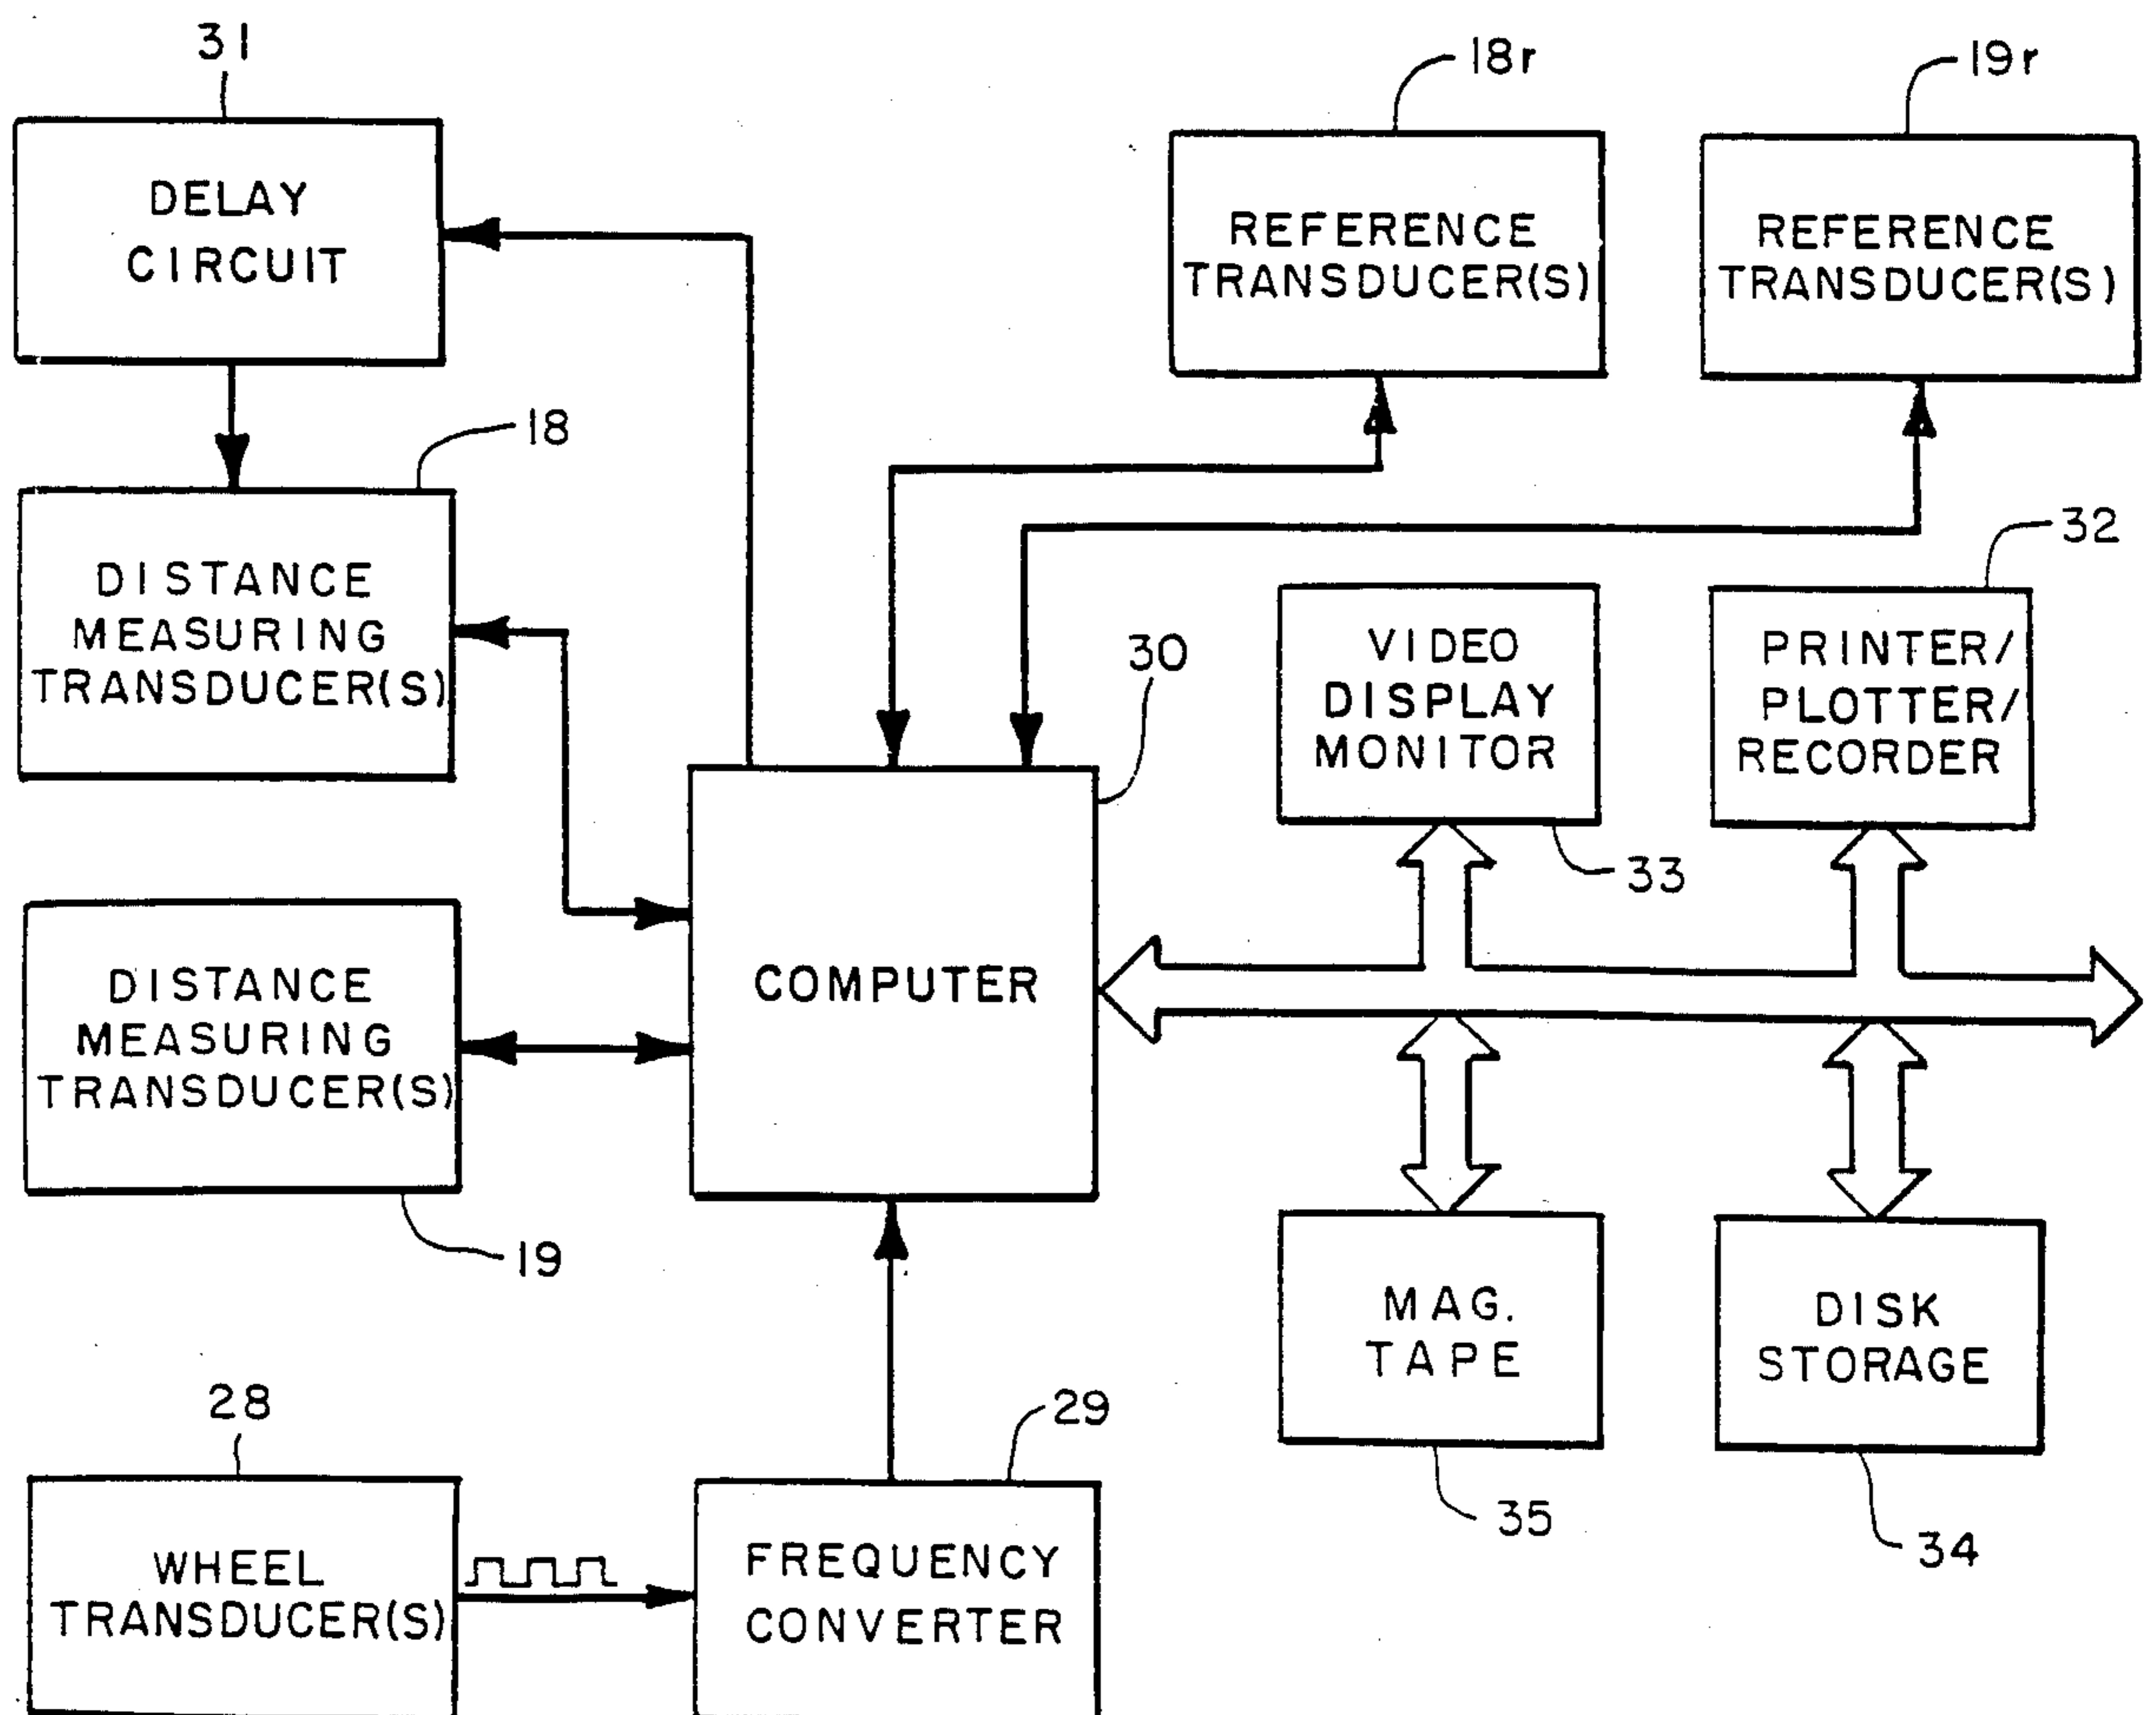 31
DELAY
CIRCUIT
18r
REFERENCE
TRANSDUCER(S)
19r
REFERENCE
TRANSDUCER(S)
18
DISTANCE
MEASURING
TRANSDUCER(S)
32
PRINTER/
PLOTTER/
RECORDER
VIDEO
DISPLAY
MONITOR
33
30
COMPUTER
DISTANCE
MEASURING
TRANSDUCER(S)
19
MAG.
TAPE
35
DISK
STORAGE
34
28
WHEEL
TRANSDUCER(S)
29
FREQUENCY
CONVERTER